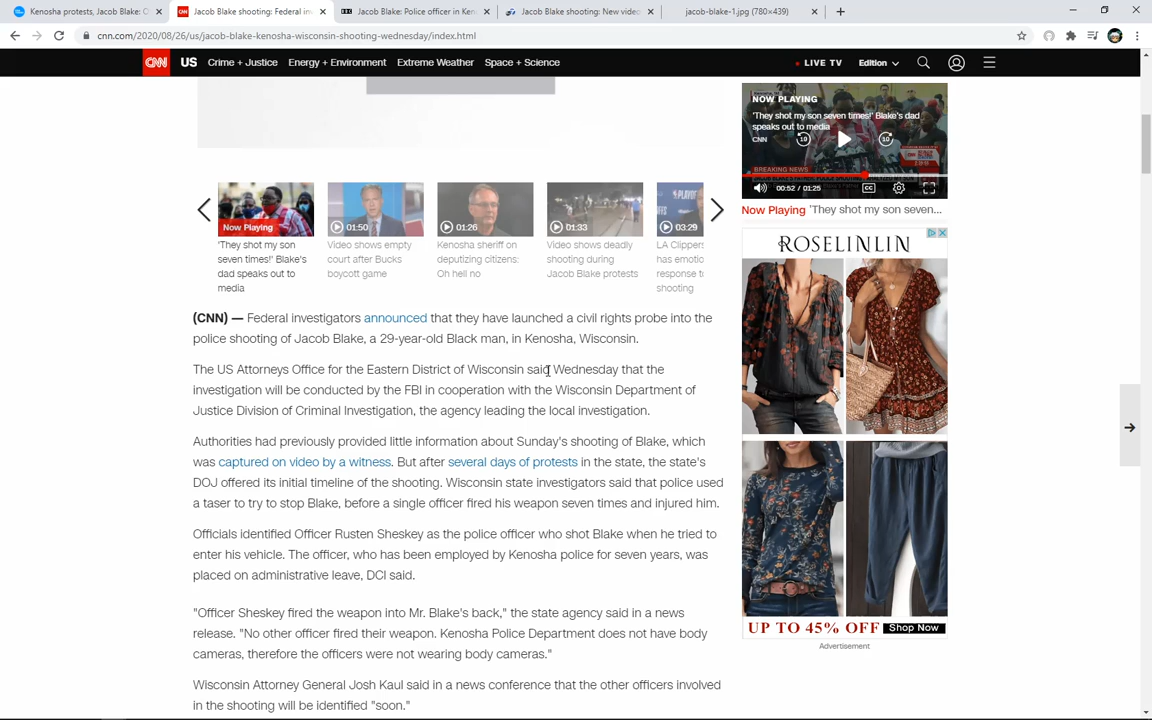 Kenosha protests, Jacob Blake: C
Jacob Blake shooting: Federal in
Jacob Blake: Police officer in Ken
Jacob Blake shooting: New video
jacob-blake-1.jpg (780×439)
cnn.com/2020/08/26/us/jacob-blake-kenosha-wisconsin-shooting-wednesday/index.html
CNN US Crime + Justice Energy + Environment Extreme Weather Space + Science LIVE TV Edition
NOW PLAYING
'They shot my son seven times!' Blake's dad
speaks out to media
CNN
10 10
BREAKING NEWS
00:52 / 01:25 CC
Now Playing 'They shot my son seven...
Now Playing
'They shot my son
seven times!' Blake's
dad speaks out to
media
01:50
Video shows empty
court after Bucks
boycott game
01:26
Kenosha sheriff on
deputizing citizens:
Oh hell no
01:33
Video shows deadly
shooting during
Jacob Blake protests
03:29
LA Clippers
has emotic
response to
shooting
(CNN) — Federal investigators announced that they have launched a civil rights probe into the
police shooting of Jacob Blake, a 29-year-old Black man, in Kenosha, Wisconsin.
The US Attorneys Office for the Eastern District of Wisconsin said Wednesday that the
investigation will be conducted by the FBI in cooperation with the Wisconsin Department of
Justice Division of Criminal Investigation, the agency leading the local investigation.
Authorities had previously provided little information about Sunday's shooting of Blake, which
was captured on video by a witness. But after several days of protests in the state, the state's
DOJ offered its initial timeline of the shooting. Wisconsin state investigators said that police used
a taser to try to stop Blake, before a single officer fired his weapon seven times and injured him.
Officials identified Officer Rusten Sheskey as the police officer who shot Blake when he tried to
enter his vehicle. The officer, who has been employed by Kenosha police for seven years, was
placed on administrative leave, DCI said.
"Officer Sheskey fired the weapon into Mr. Blake's back," the state agency said in a news
release. "No other officer fired their weapon. Kenosha Police Department does not have body
cameras, therefore the officers were not wearing body cameras."
Wisconsin Attorney General Josh Kaul said in a news conference that the other officers involved
in the shooting will be identified "soon."
ROSELINLIN
UP TO 45% OFF Shop Now
Advertisement